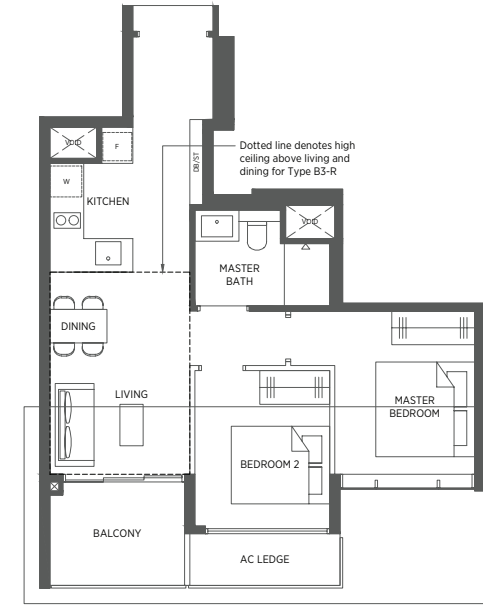 VOID
F
Dotted line denotes high
ceiling above living and
dining for Type B3-R
DB/ST
W
KITCHEN
VOID
MASTER
BATH
DINING
LIVING
MASTER
BEDROOM
BEDROOM 2
BALCONY
AC LEDGE